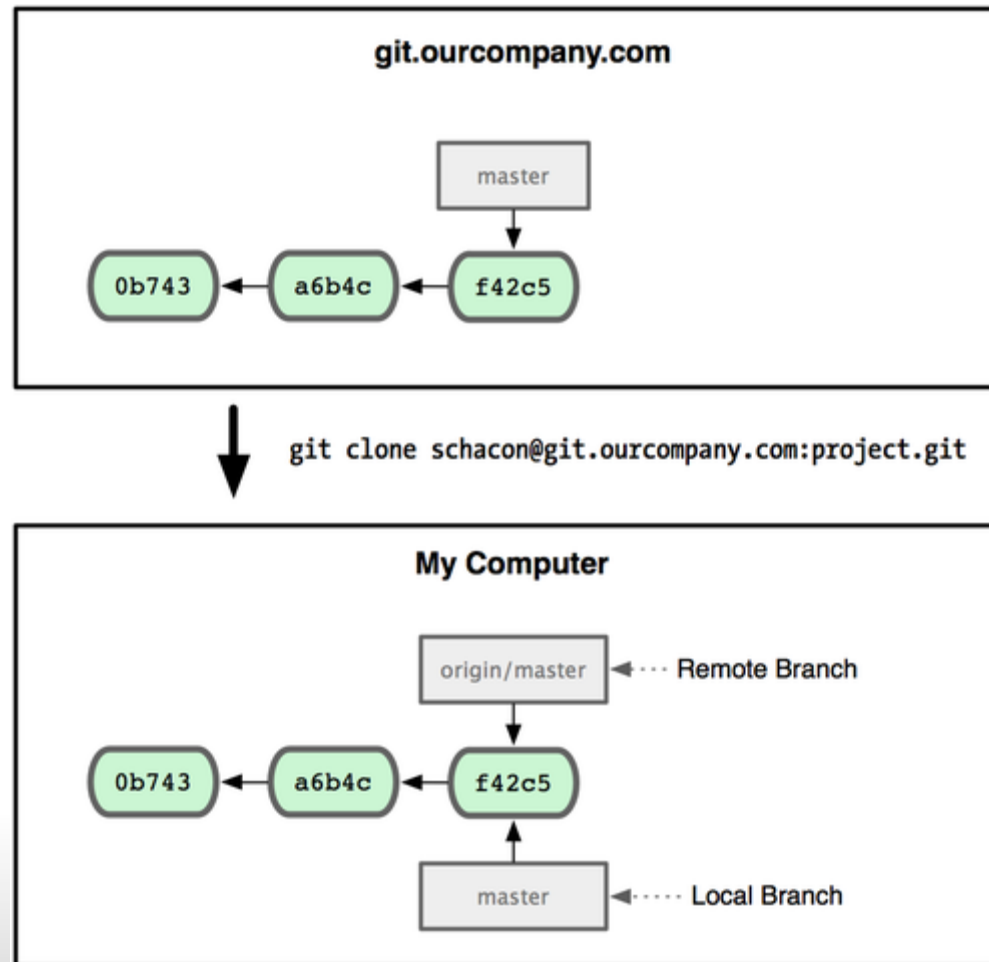 git.ourcompany.com
master
0b743 a6b4c f42c5
git clone schacon@git.ourcompany.com:project.git
My Computer
origin/master Remote Branch
0b743 a6b4c f42c5
master Local Branch